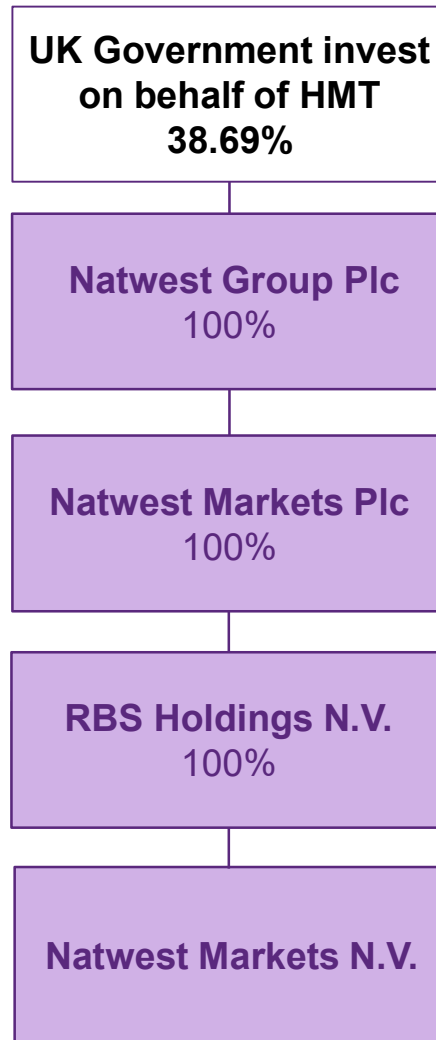 UK Government invest
on behalf of HMT
38.69%
Natwest Group Plc
100%
Natwest Markets Plc
100%
RBS Holdings N.V.
100%
Natwest Markets N.V.